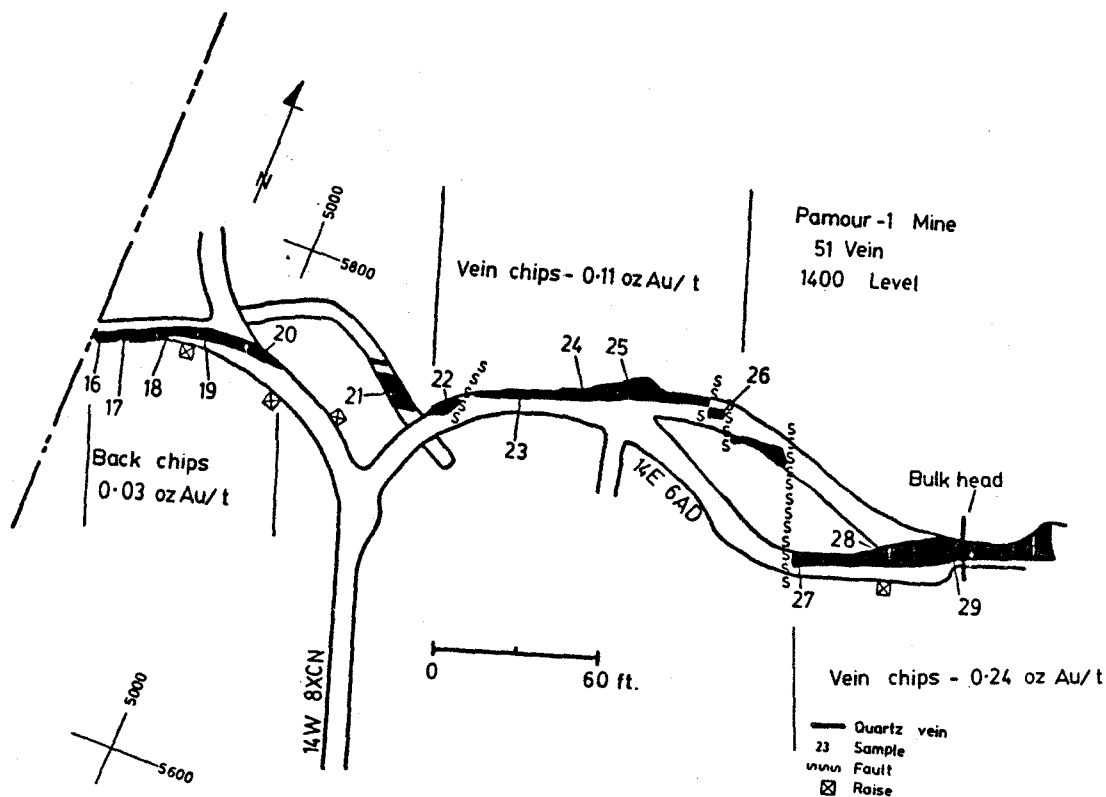 N
5000
5800
Pamour-1 Mine
51 Vein
1400 Level
Vein chips - 0·11 oz Au/t
16
17
18
19
20
21
22
23
24
25
26
27
28
29
Back chips
0·03 oz Au/t
14E 6AD
Bulk head
14W 8XCN
0
60 ft.
5000
5600
Vein chips - 0·24 oz Au/t
Quartz vein
23 Sample
Fault
Raise
S S S S
S S S S S S
S S S S S S S S S S S S S